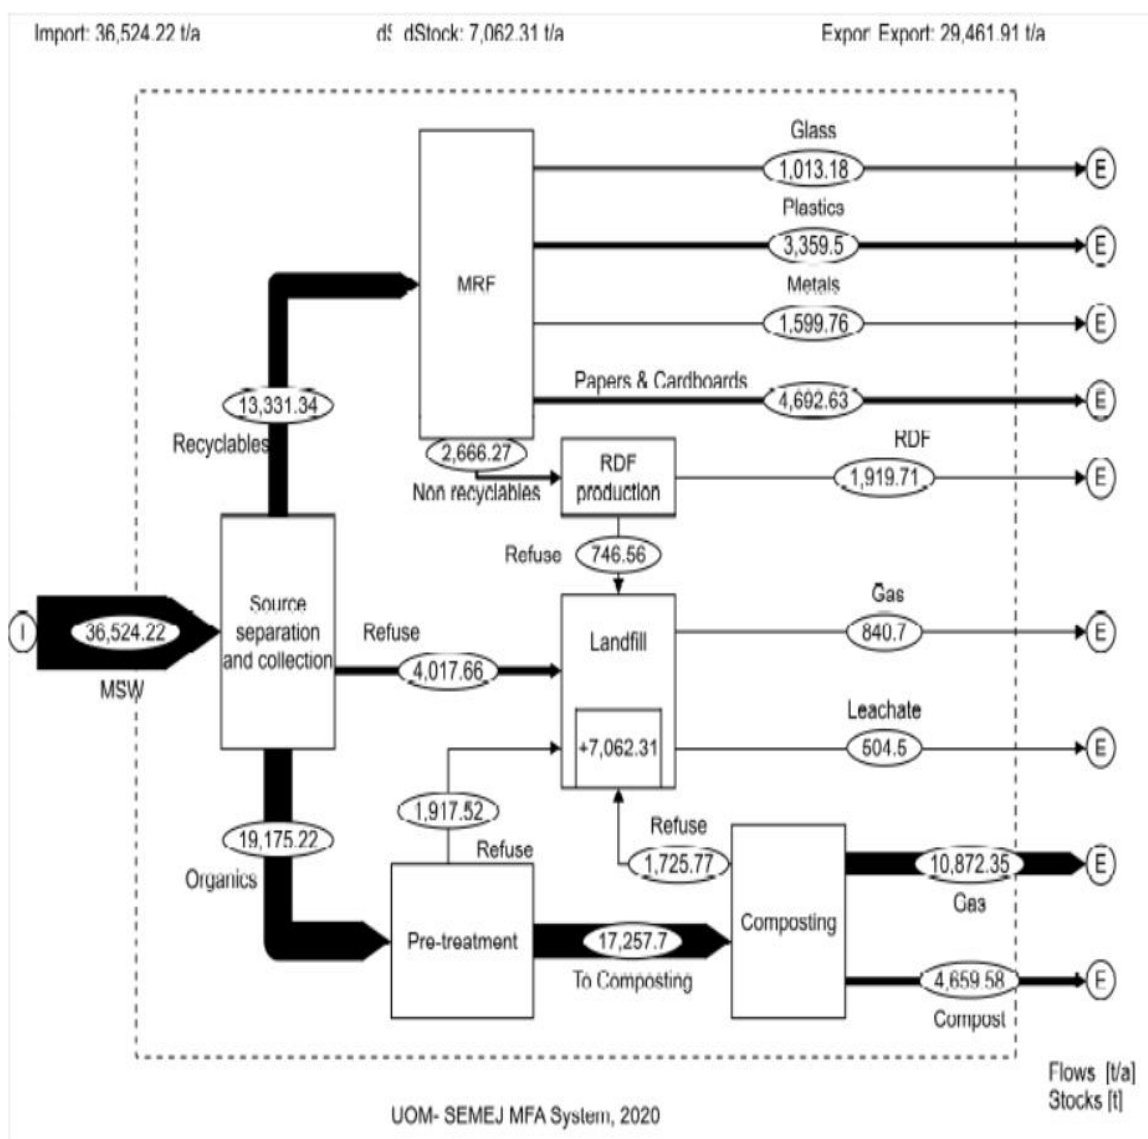 Import: 36,524.22 t/a
dS dStock: 7,062.31 t/a
Export Export: 29,461.91 t/a
Glass
1,013.18
E
Plastics
3,359.5
E
MRF
Metals
1,599.76
E
Papers & Cardboards
4,692.63
E
13,331.34
Recyclables
2,666.27
Non recyclables
RDF
production
RDF
1,919.71
E
Refuse
746.56
I
36,524.22
MSW
Source
separation
and collection
Refuse
4,017.66
Landfill
+7,062.31
Gas
840.7
E
Leachate
504.5
E
1,917.52
Refuse
19,175.22
Organics
Refuse
1,725.77
Pre-treatment
17,257.7
To Composting
Composting
10,872.35
Gas
E
4,659.58
Compost
E
Flows [t/a]
Stocks [t]
UOM- SEMEJ MFA System, 2020